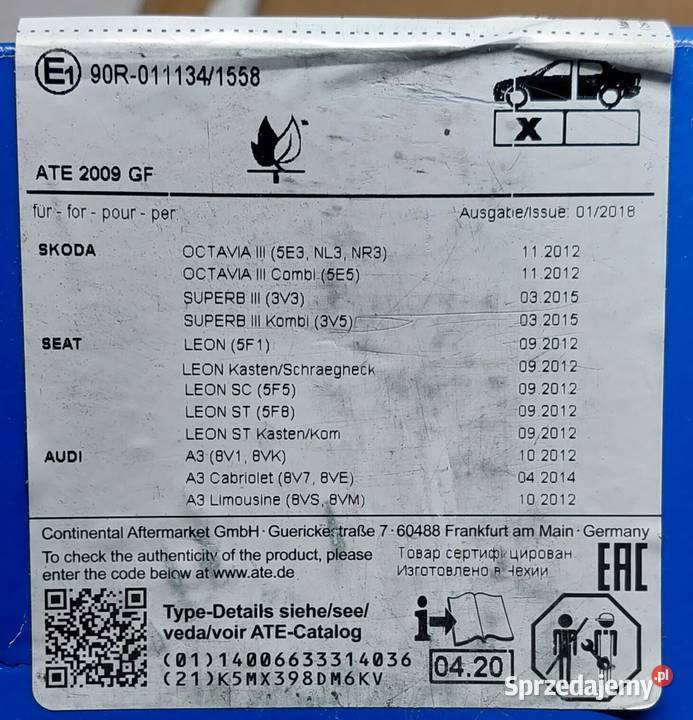 E1 90R-011134/1558
X
ATE 2009 GF
für - for - pour - per Ausgabe/Issue: 01/2018
SKODA OCTAVIA III (5E3, NL3, NR3) 11.2012
OCTAVIA III Combi (5E5) 11.2012
SUPERB III (3V3) 03.2015
SUPERB III Kombi (3V5) 03.2015
SEAT LEON (5F1) 09.2012
LEON Kasten/Schraegheck 09.2012
LEON SC (5F5) 09.2012
LEON ST (5F8) 09.2012
LEON ST Kasten/Kom 09.2012
AUDI A3 (8V1, 8VK) 10.2012
A3 Cabriolet (8V7, 8VE) 04.2014
A3 Limousine (8VS, 8VM) 10.2012
Continental Aftermarket GmbH · Guerickestraße 7 · 60488 Frankfurt am Main · Germany
To check the authenticity of the product, please Товар сертифицирован.
enter the code below at www.ate.de Изготовлено в Чехии EAC
Type-Details siehe/see/
veda/voir ATE-Catalog
(01)14006633314036
(21)K5MX398DM6KV
i
04.20
Sprzedajemy.pl